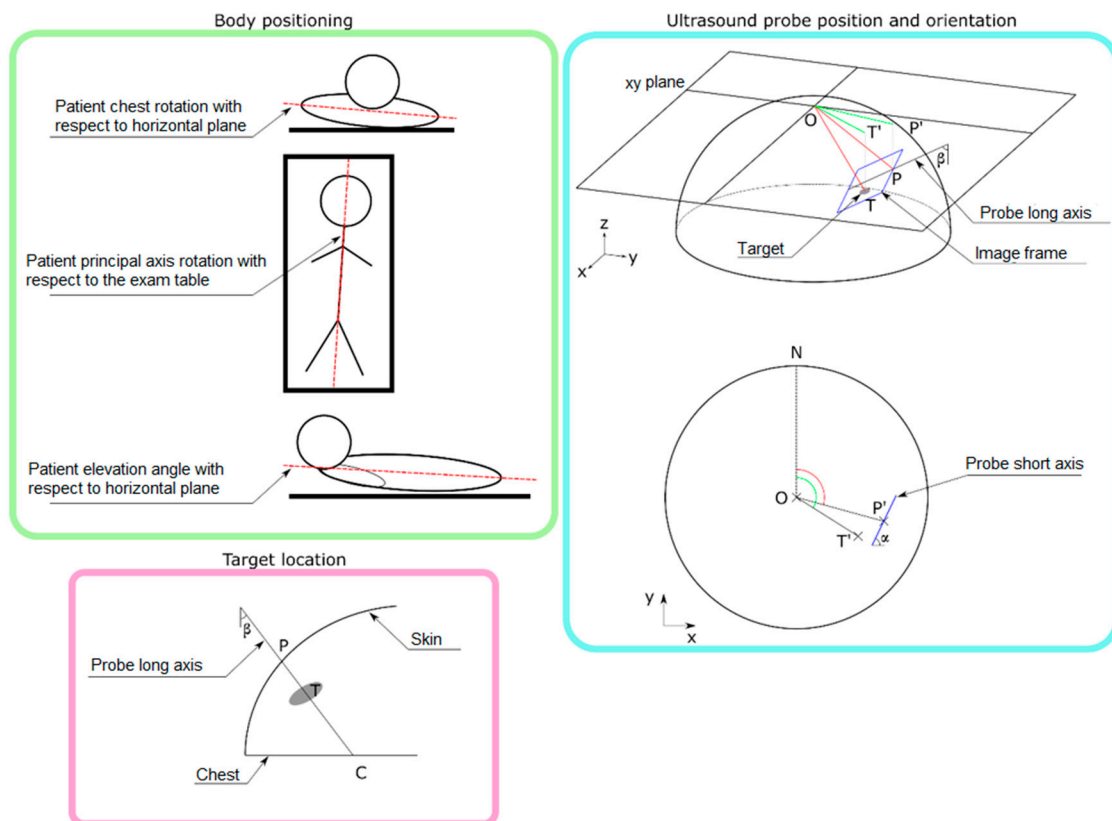 Body positioning
Patient chest rotation with
respect to horizontal plane
Patient principal axis rotation with
respect to the exam table
Patient elevation angle with
respect to horizontal plane
Target location
β
P
Skin
Probe long axis
T
Chest
C
Ultrasound probe position and orientation
xy plane
O
T'
P'
β
P
T
Probe long axis
Target
Image frame
z
x
y
N
Probe short axis
O
P'
T'
α
y
x